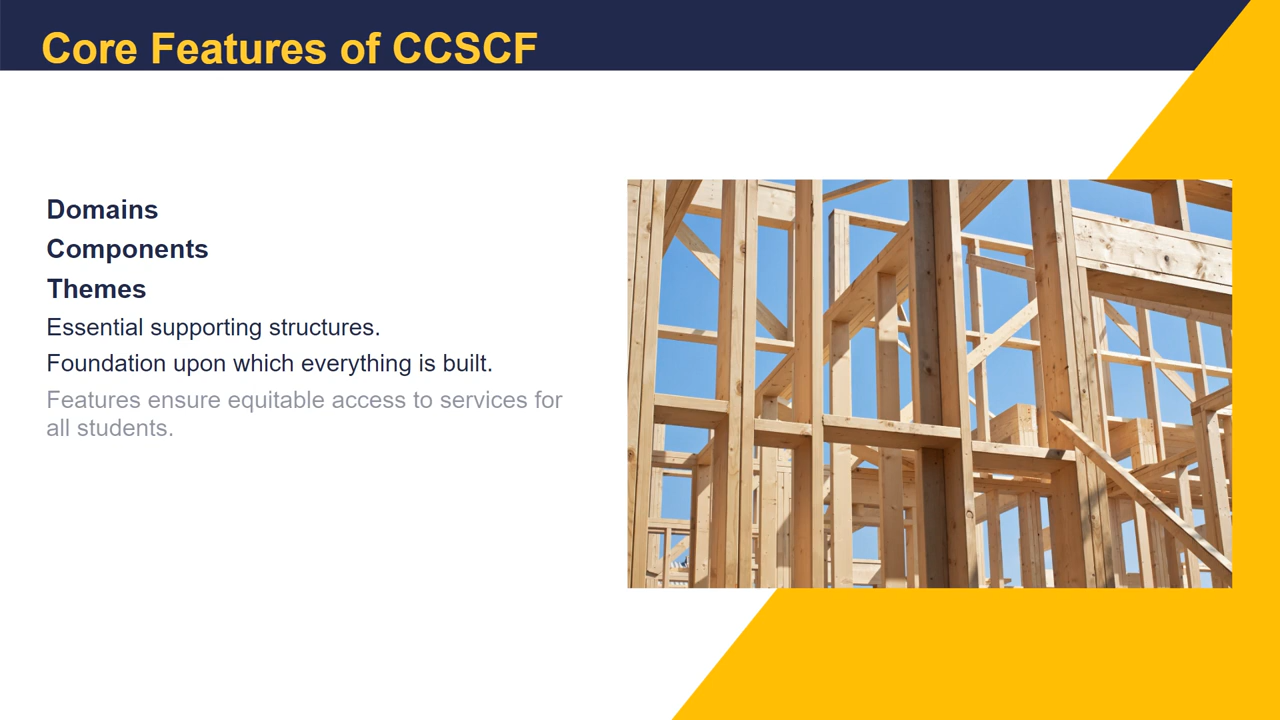 Core Features of CCSCF
Domains
Components
Themes
Essential supporting structures.
Foundation upon which everything is built.
Features ensure equitable access to services for
all students.